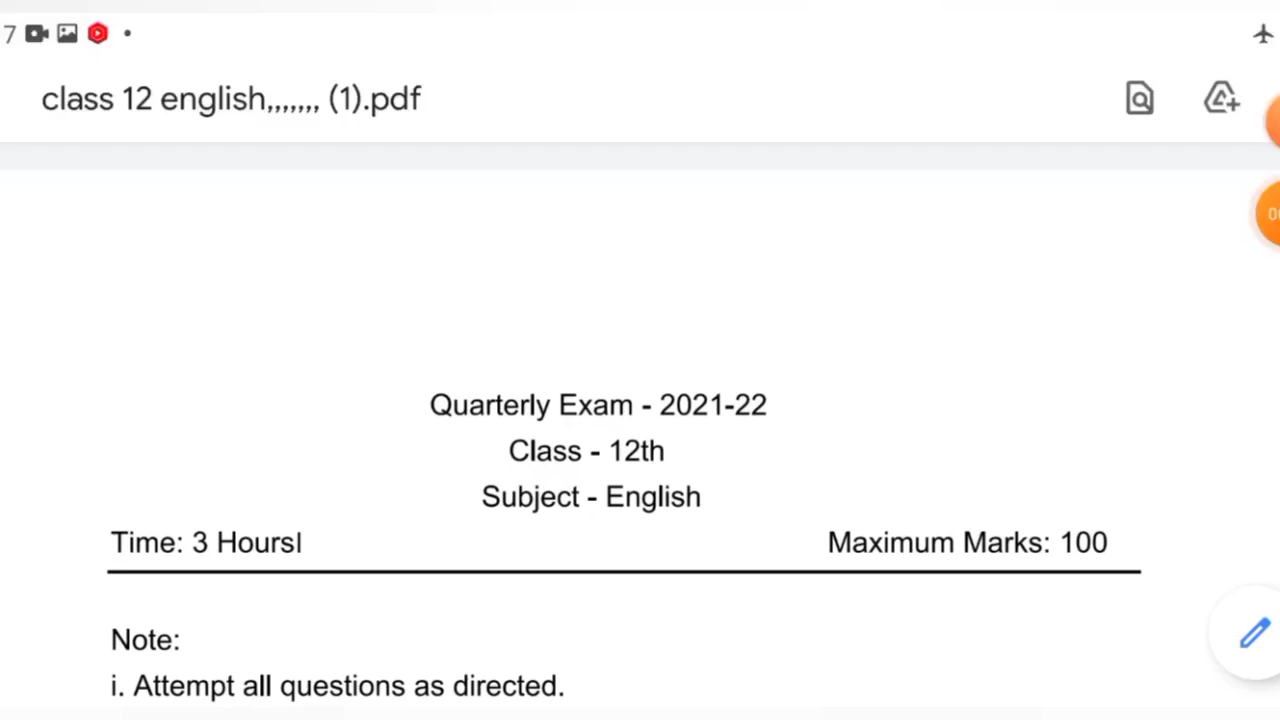 7
class 12 english,,,,,,, (1).pdf
Quarterly Exam - 2021-22
Class - 12th
Subject - English
Time: 3 Hoursl
Maximum Marks: 100
Note:
i. Attempt all questions as directed.